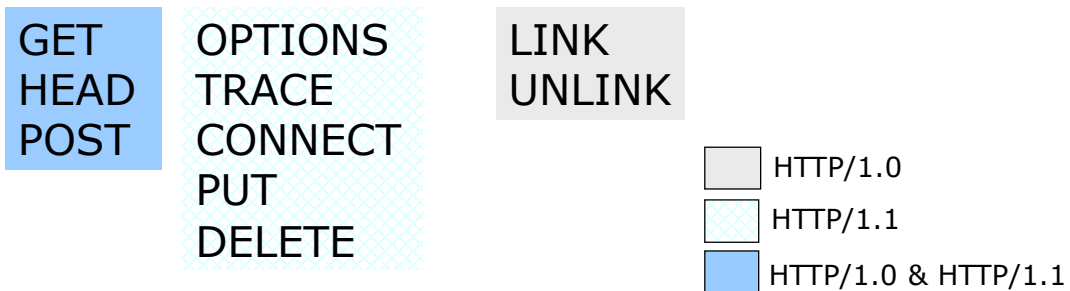 GET
HEAD
POST
OPTIONS
TRACE
CONNECT
PUT
DELETE
LINK
UNLINK
HTTP/1.0
HTTP/1.1
HTTP/1.0 & HTTP/1.1